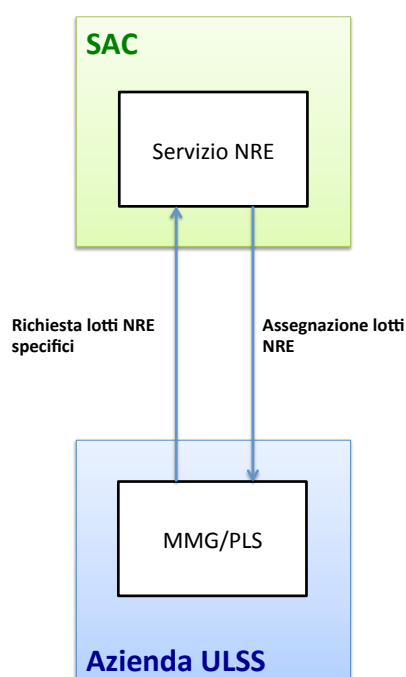 SAC
Servizio NRE
Richiesta lotti NRE
specifici
Assegnazione lotti
NRE
MMG/PLS
Azienda ULSS